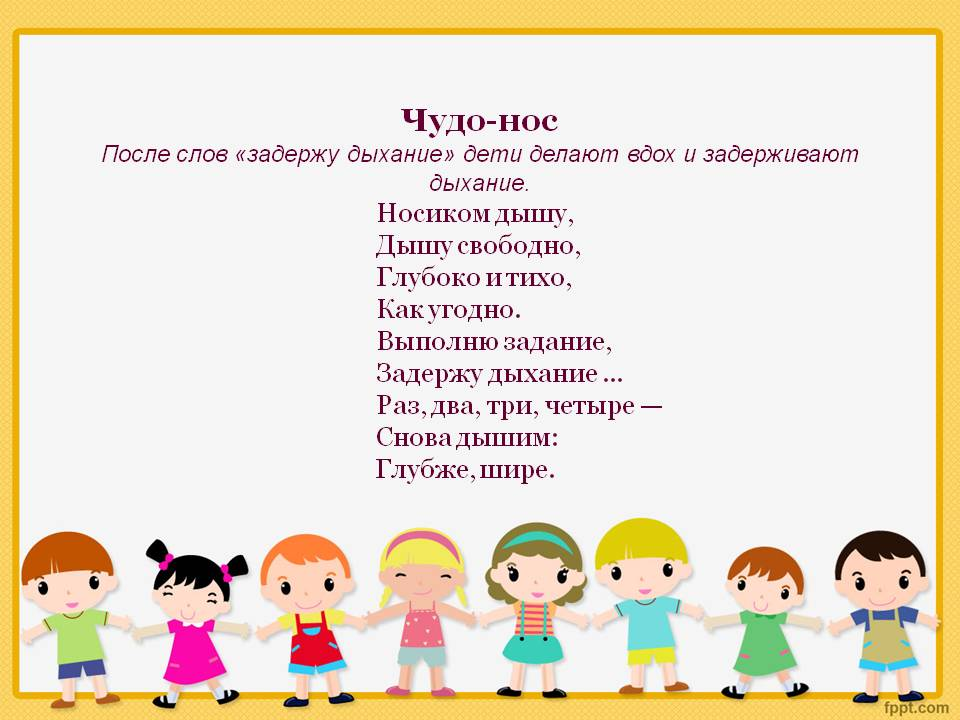 Чудо-нос
После слов «задержу дыхание» дети делают вдох и задерживают
дыхание.
Носиком дышу,
Дышу свободно,
Глубоко и тихо,
Как угодно.
Выполню задание,
Задержу дыхание ...
Раз, два, три, четыре —
Снова дышим:
Глубже, шире.
fppt.com